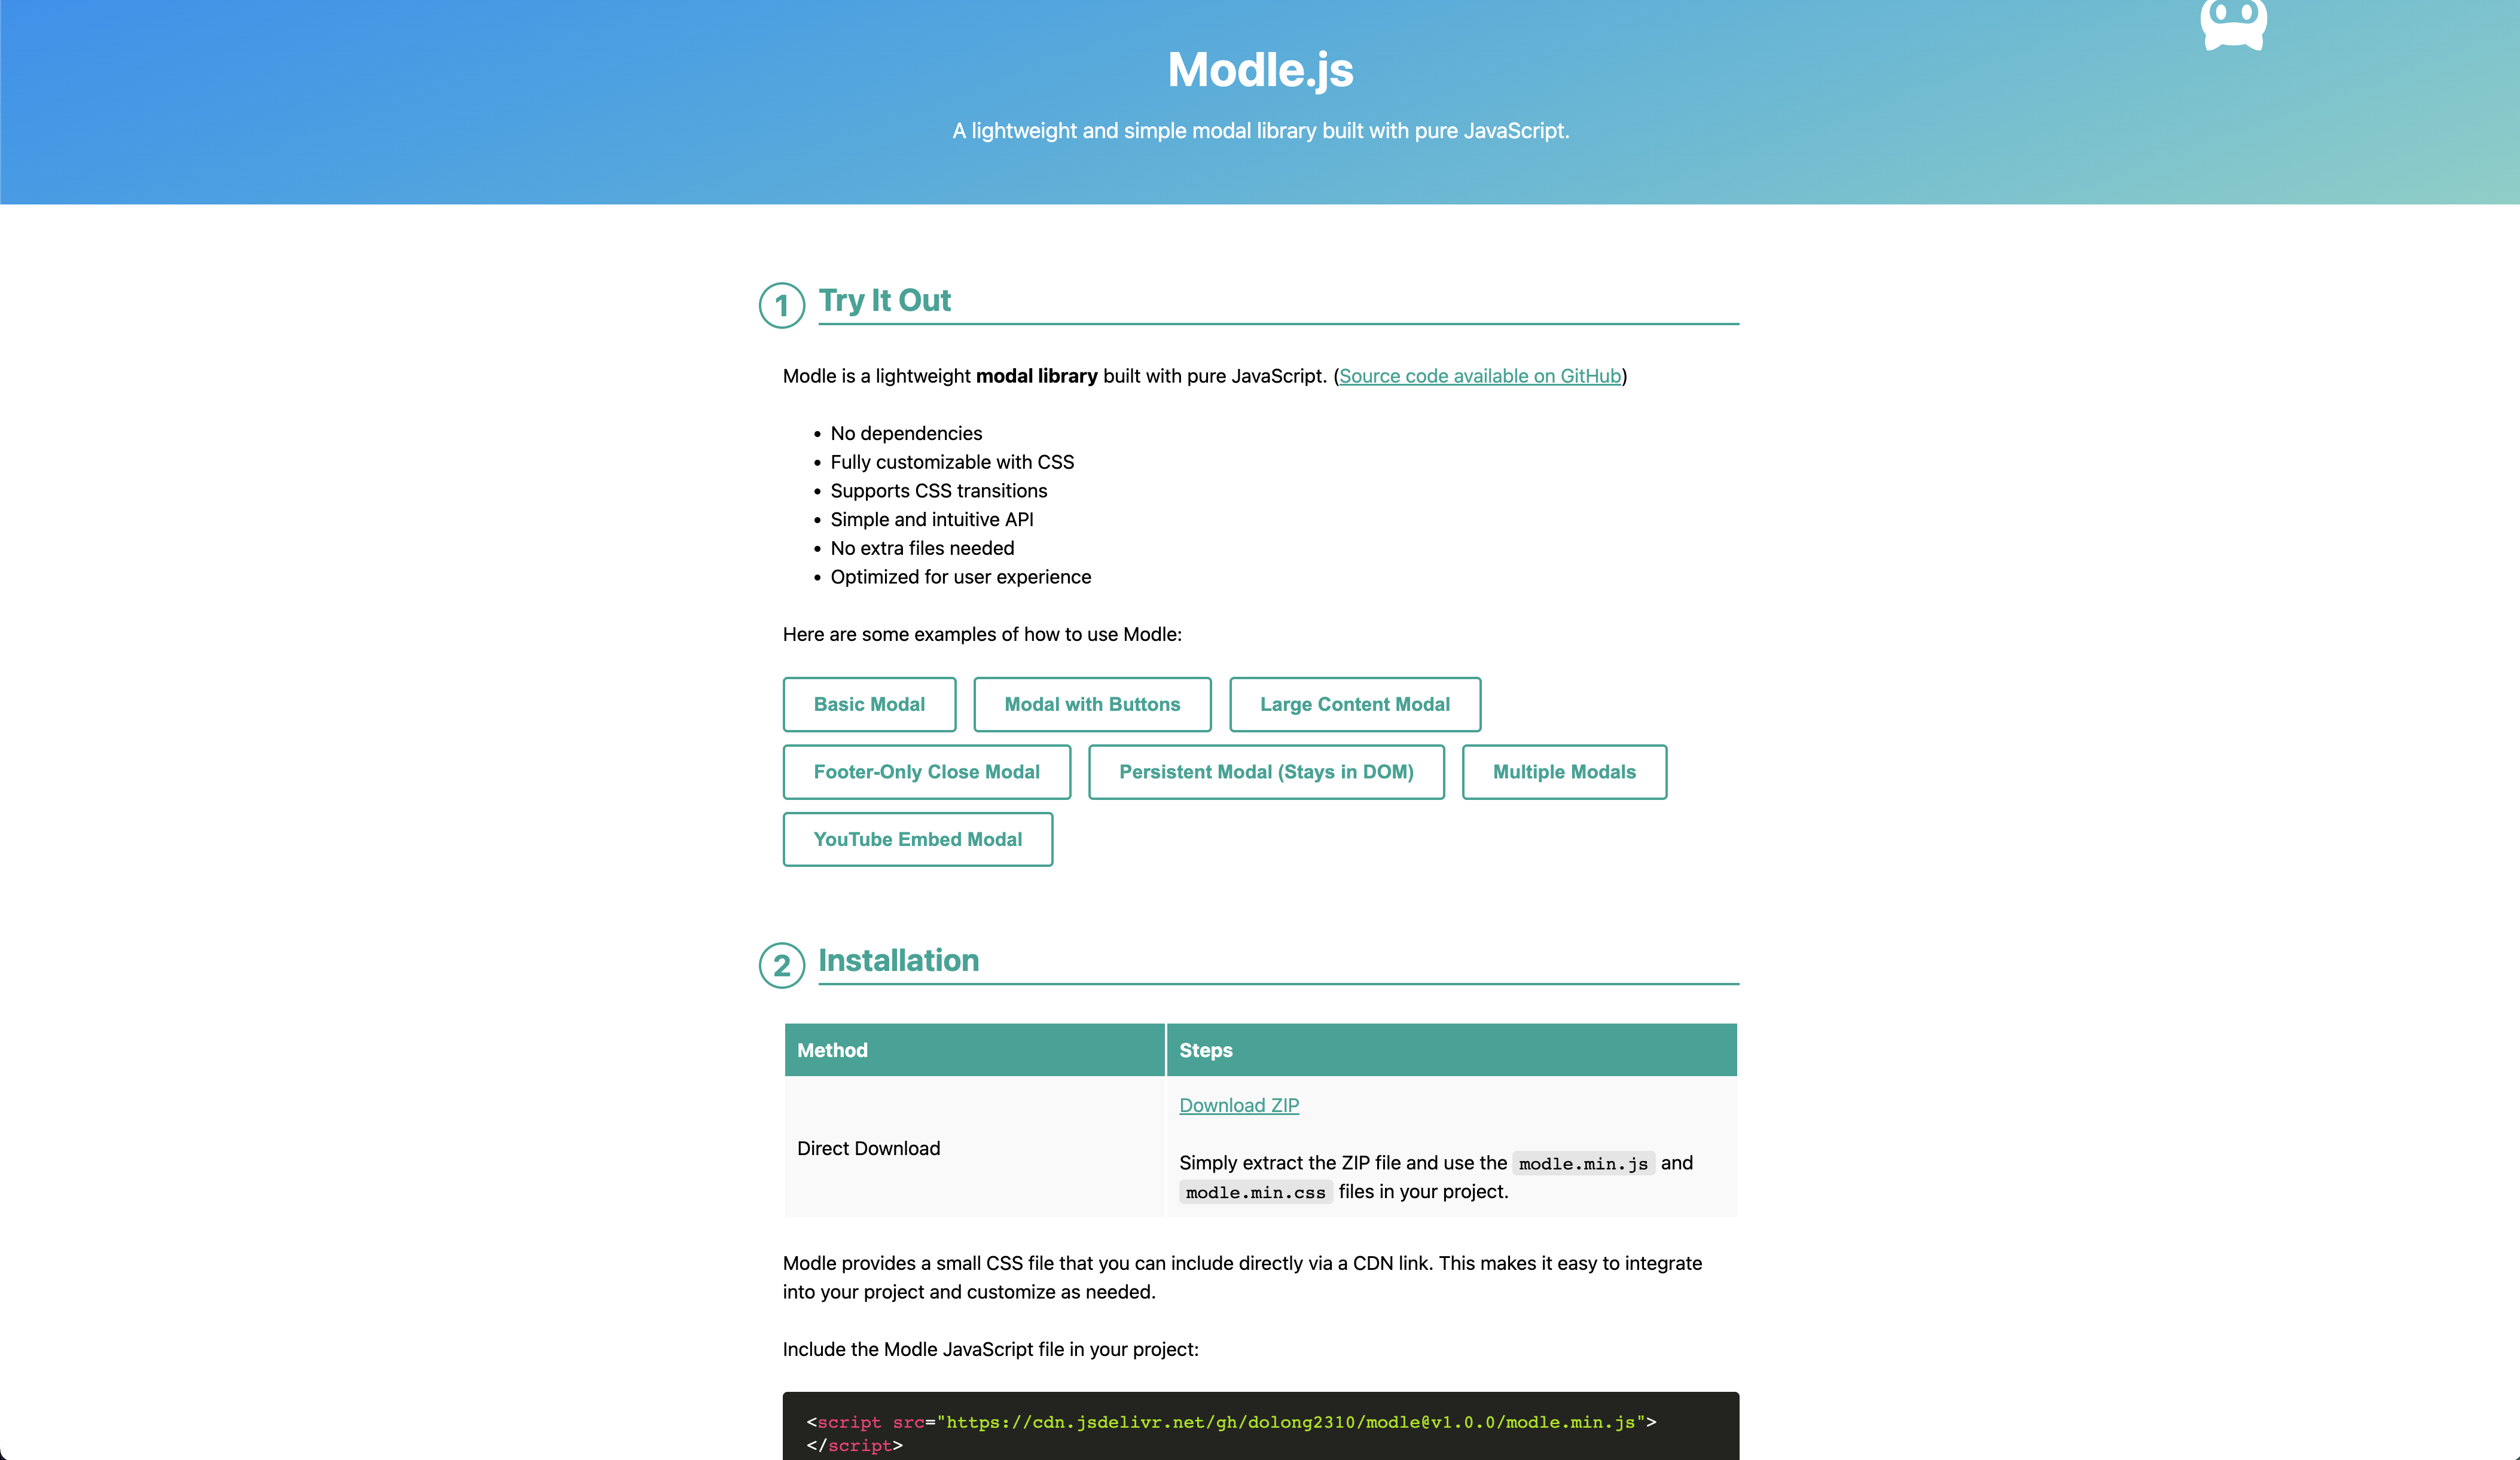 Modle.js
A lightweight and simple modal library built with pure JavaScript.
1 Try It Out
Modle is a lightweight modal library built with pure JavaScript. (Source code available on GitHub)
• No dependencies
• Fully customizable with CSS
• Supports CSS transitions
• Simple and intuitive API
• No extra files needed
• Optimized for user experience
Here are some examples of how to use Modle:
Basic Modal Modal with Buttons Large Content Modal
Footer-Only Close Modal Persistent Modal (Stays in DOM) Multiple Modals
YouTube Embed Modal
2 Installation
Method Steps
Download ZIP
Direct Download
Simply extract the ZIP file and use the modle.min.js and
modle.min.css files in your project.
Modle provides a small CSS file that you can include directly via a CDN link. This makes it easy to integrate
into your project and customize as needed.
Include the Modle JavaScript file in your project:
<script src="https://cdn.jsdelivr.net/gh/dolong2310/modle@v1.0.0/modle.min.js">
</script>